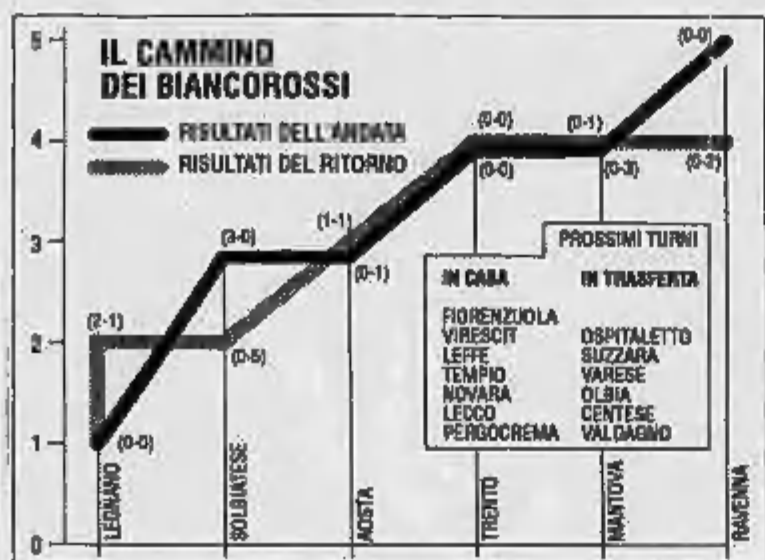 IL CAMMINO
DEI BIANCOROSSI
RISULTATI DELL'ANDATA
RISULTATI DEL RITORNO
5
4
3
2
1
0
(2-1)
(0-0)
(3-0)
(0-5)
(1-1)
(0-1)
(0-0)
(0-0)
(0-1)
(0-3)
(0-0)
(0-2)
PROSSIMI TURNI
IN CASA IN TRASFERTA
FIORENZUOLA
VIRESCIT OSPITALETTO
LEFFE SUZZARA
TEMPIO VARESE
NOVARA OLBIA
LECCO CENTESE
PERGOCREMA VALDAGNO
LEGNANO
SOLBIATESE
AOSTA
TRENTO
MANTOVA
RAVENNA